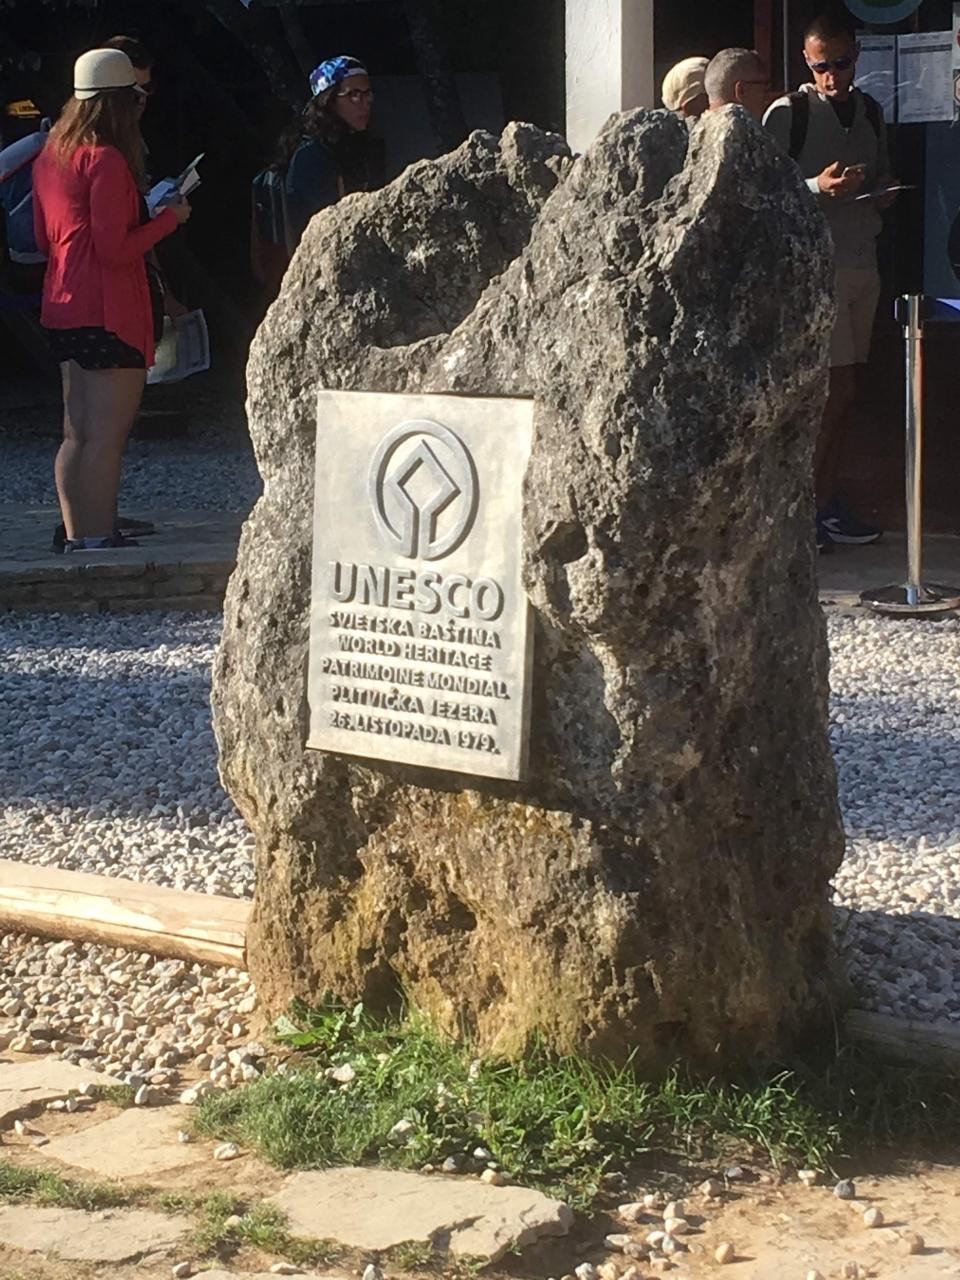 UNESCO
SVJETSKA BAŠTINA
WORLD HERITAGE
PATRIMOINE MONDIAL
PLITVIČKA JEZERA
26. LISTOPADA 1979.